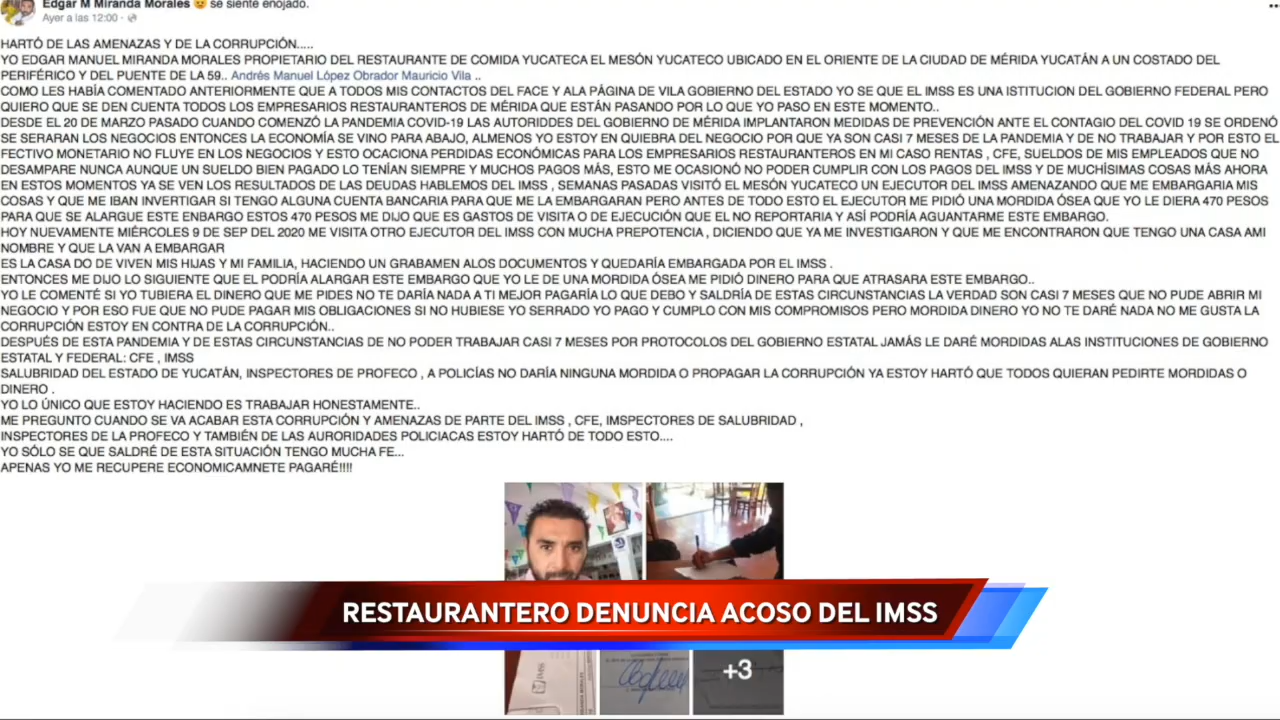 Edgar M Miranda Morales 😠 se siente enojado.
Ayer a las 12:00 ·
HARTÓ DE LAS AMENAZAS Y DE LA CORRUPCIÓN.....
YO EDGAR MANUEL MIRANDA MORALES PROPIETARIO DEL RESTAURANTE DE COMIDA YUCATECA EL MESÓN YUCATECO UBICADO EN EL ORIENTE DE LA CIUDAD DE MÉRIDA YUCATÁN A UN COSTADO DEL
PERIFÉRICO Y DEL PUENTE DE LA 59.. Andrés Manuel López Obrador Mauricio Vila ..
COMO LES HABÍA COMENTADO ANTERIORMENTE QUE A TODOS MIS CONTACTOS DEL FACE Y ALA PÁGINA DE VILA GOBIERNO DEL ESTADO YO SE QUE EL IMSS ES UNA ISTITUCION DEL GOBIERNO FEDERAL PERO
QUIERO QUE SE DEN CUENTA TODOS LOS EMPRESARIOS RESTAURANTEROS DE MÉRIDA QUE ESTÁN PASANDO POR LO QUE YO PASO EN ESTE MOMENTO..
DESDE EL 20 DE MARZO PASADO CUANDO COMENZÓ LA PANDEMIA COVID-19 LAS AUTORIDDES DEL GOBIERNO DE MÉRIDA IMPLANTARON MEDIDAS DE PREVENCIÓN ANTE EL CONTAGIO DEL COVID 19 SE ORDENÓ
SE SERARAN LOS NEGOCIOS ENTONCES LA ECONOMÍA SE VINO PARA ABAJO, ALMENOS YO ESTOY EN QUIEBRA DEL NEGOCIO POR QUE YA SON CASI 7 MESES DE LA PANDEMIA Y DE NO TRABAJAR Y POR ESTO EL
FECTIVO MONETARIO NO FLUYE EN LOS NEGOCIOS Y ESTO OCACIONA PERDIDAS ECONÓMICAS PARA LOS EMPRESARIOS RESTAURANTEROS EN MI CASO RENTAS , CFE, SUELDOS DE MIS EMPLEADOS QUE NO
DESAMPARE NUNCA AUNQUE UN SUELDO BIEN PAGADO LO TENÍAN SIEMPRE Y MUCHOS PAGOS MÁS, ESTO ME OCASIONÓ NO PODER CUMPLIR CON LOS PAGOS DEL IMSS Y DE MUCHÍSIMAS COSAS MÁS AHORA
EN ESTOS MOMENTOS YA SE VEN LOS RESULTADOS DE LAS DEUDAS HABLEMOS DEL IMSS , SEMANAS PASADAS VISITÓ EL MESÓN YUCATECO UN EJECUTOR DEL IMSS AMENAZANDO QUE ME EMBARGARIA MIS
COSAS Y QUE ME IBAN INVERTIGAR SI TENGO ALGUNA CUENTA BANCARIA PARA QUE ME LA EMBARGARAN PERO ANTES DE TODO ESTO EL EJECUTOR ME PIDIÓ UNA MORDIDA ÓSEA QUE YO LE DIERA 470 PESOS
PARA QUE SE ALARGUE ESTE ENBARGO ESTOS 470 PESOS ME DIJO QUE ES GASTOS DE VISITA O DE EJECUCIÓN QUE EL NO REPORTARIA Y ASÍ PODRÍA AGUANTARME ESTE EMBARGO.
HOY NUEVAMENTE MIÉRCOLES 9 DE SEP DEL 2020 ME VISITA OTRO EJECUTOR DEL IMSS CON MUCHA PREPOTENCIA , DICIENDO QUE YA ME INVESTIGARON Y QUE ME ENCONTRARON QUE TENGO UNA CASA AMI
NOMBRE Y QUE LA VAN A EMBARGAR
ES LA CASA DO DE VIVEN MIS HIJAS Y MI FAMILIA, HACIENDO UN GRABAMEN ALOS DOCUMENTOS Y QUEDARÍA EMBARGADA POR EL IMSS .
ENTONCES ME DIJO LO SIGUIENTE QUE EL PODRÍA ALARGAR ESTE EMBARGO QUE YO LE DE UNA MORDIDA ÓSEA ME PIDIÓ DINERO PARA QUE ATRASARA ESTE EMBARGO..
YO LE COMENTÉ SI YO TUBIERA EL DINERO QUE ME PIDES NO TE DARÍA NADA A TI MEJOR PAGARÍA LO QUE DEBO Y SALDRÍA DE ESTAS CIRCUNSTANCIAS LA VERDAD SON CASI 7 MESES QUE NO PUDE ABRIR MI
NEGOCIO Y POR ESO FUE QUE NO PUDE PAGAR MIS OBLIGACIONES SI NO HUBIESE YO SERRADO YO PAGO Y CUMPLO CON MIS COMPROMISOS PERO MORDIDA DINERO YO NO TE DARÉ NADA NO ME GUSTA LA
CORRUPCIÓN ESTOY EN CONTRA DE LA CORRUPCIÓN..
DESPUÉS DE ESTA PANDEMIA Y DE ESTAS CIRCUNSTANCIAS DE NO PODER TRABAJAR CASI 7 MESES POR PROTOCOLOS DEL GOBIERNO ESTATAL JAMÁS LE DARÉ MORDIDAS ALAS INSTITUCIONES DE GOBIERNO
ESTATAL Y FEDERAL: CFE , IMSS
SALUBRIDAD DEL ESTADO DE YUCATÁN, INSPECTORES DE PROFECO , A POLICÍAS NO DARÍA NINGUNA MORDIDA O PROPAGAR LA CORRUPCIÓN YA ESTOY HARTÓ QUE TODOS QUIERAN PEDIRTE MORDIDAS O
DINERO .
YO LO ÚNICO QUE ESTOY HACIENDO ES TRABAJAR HONESTAMENTE..
ME PREGUNTO CUANDO SE VA ACABAR ESTA CORRUPCIÓN Y AMENAZAS DE PARTE DEL IMSS , CFE, IMSPECTORES DE SALUBRIDAD ,
INSPECTORES DE LA PROFECO Y TAMBIÉN DE LAS AURORIDADES POLICIACAS ESTOY HARTÓ DE TODO ESTO....
YO SÓLO SE QUE SALDRÉ DE ESTA SITUACIÓN TENGO MUCHA FE...
APENAS YO ME RECUPERE ECONOMICAMNETE PAGARÉ!!!!
RESTAURANTERO DENUNCIA ACOSO DEL IMSS
IMSS
+3